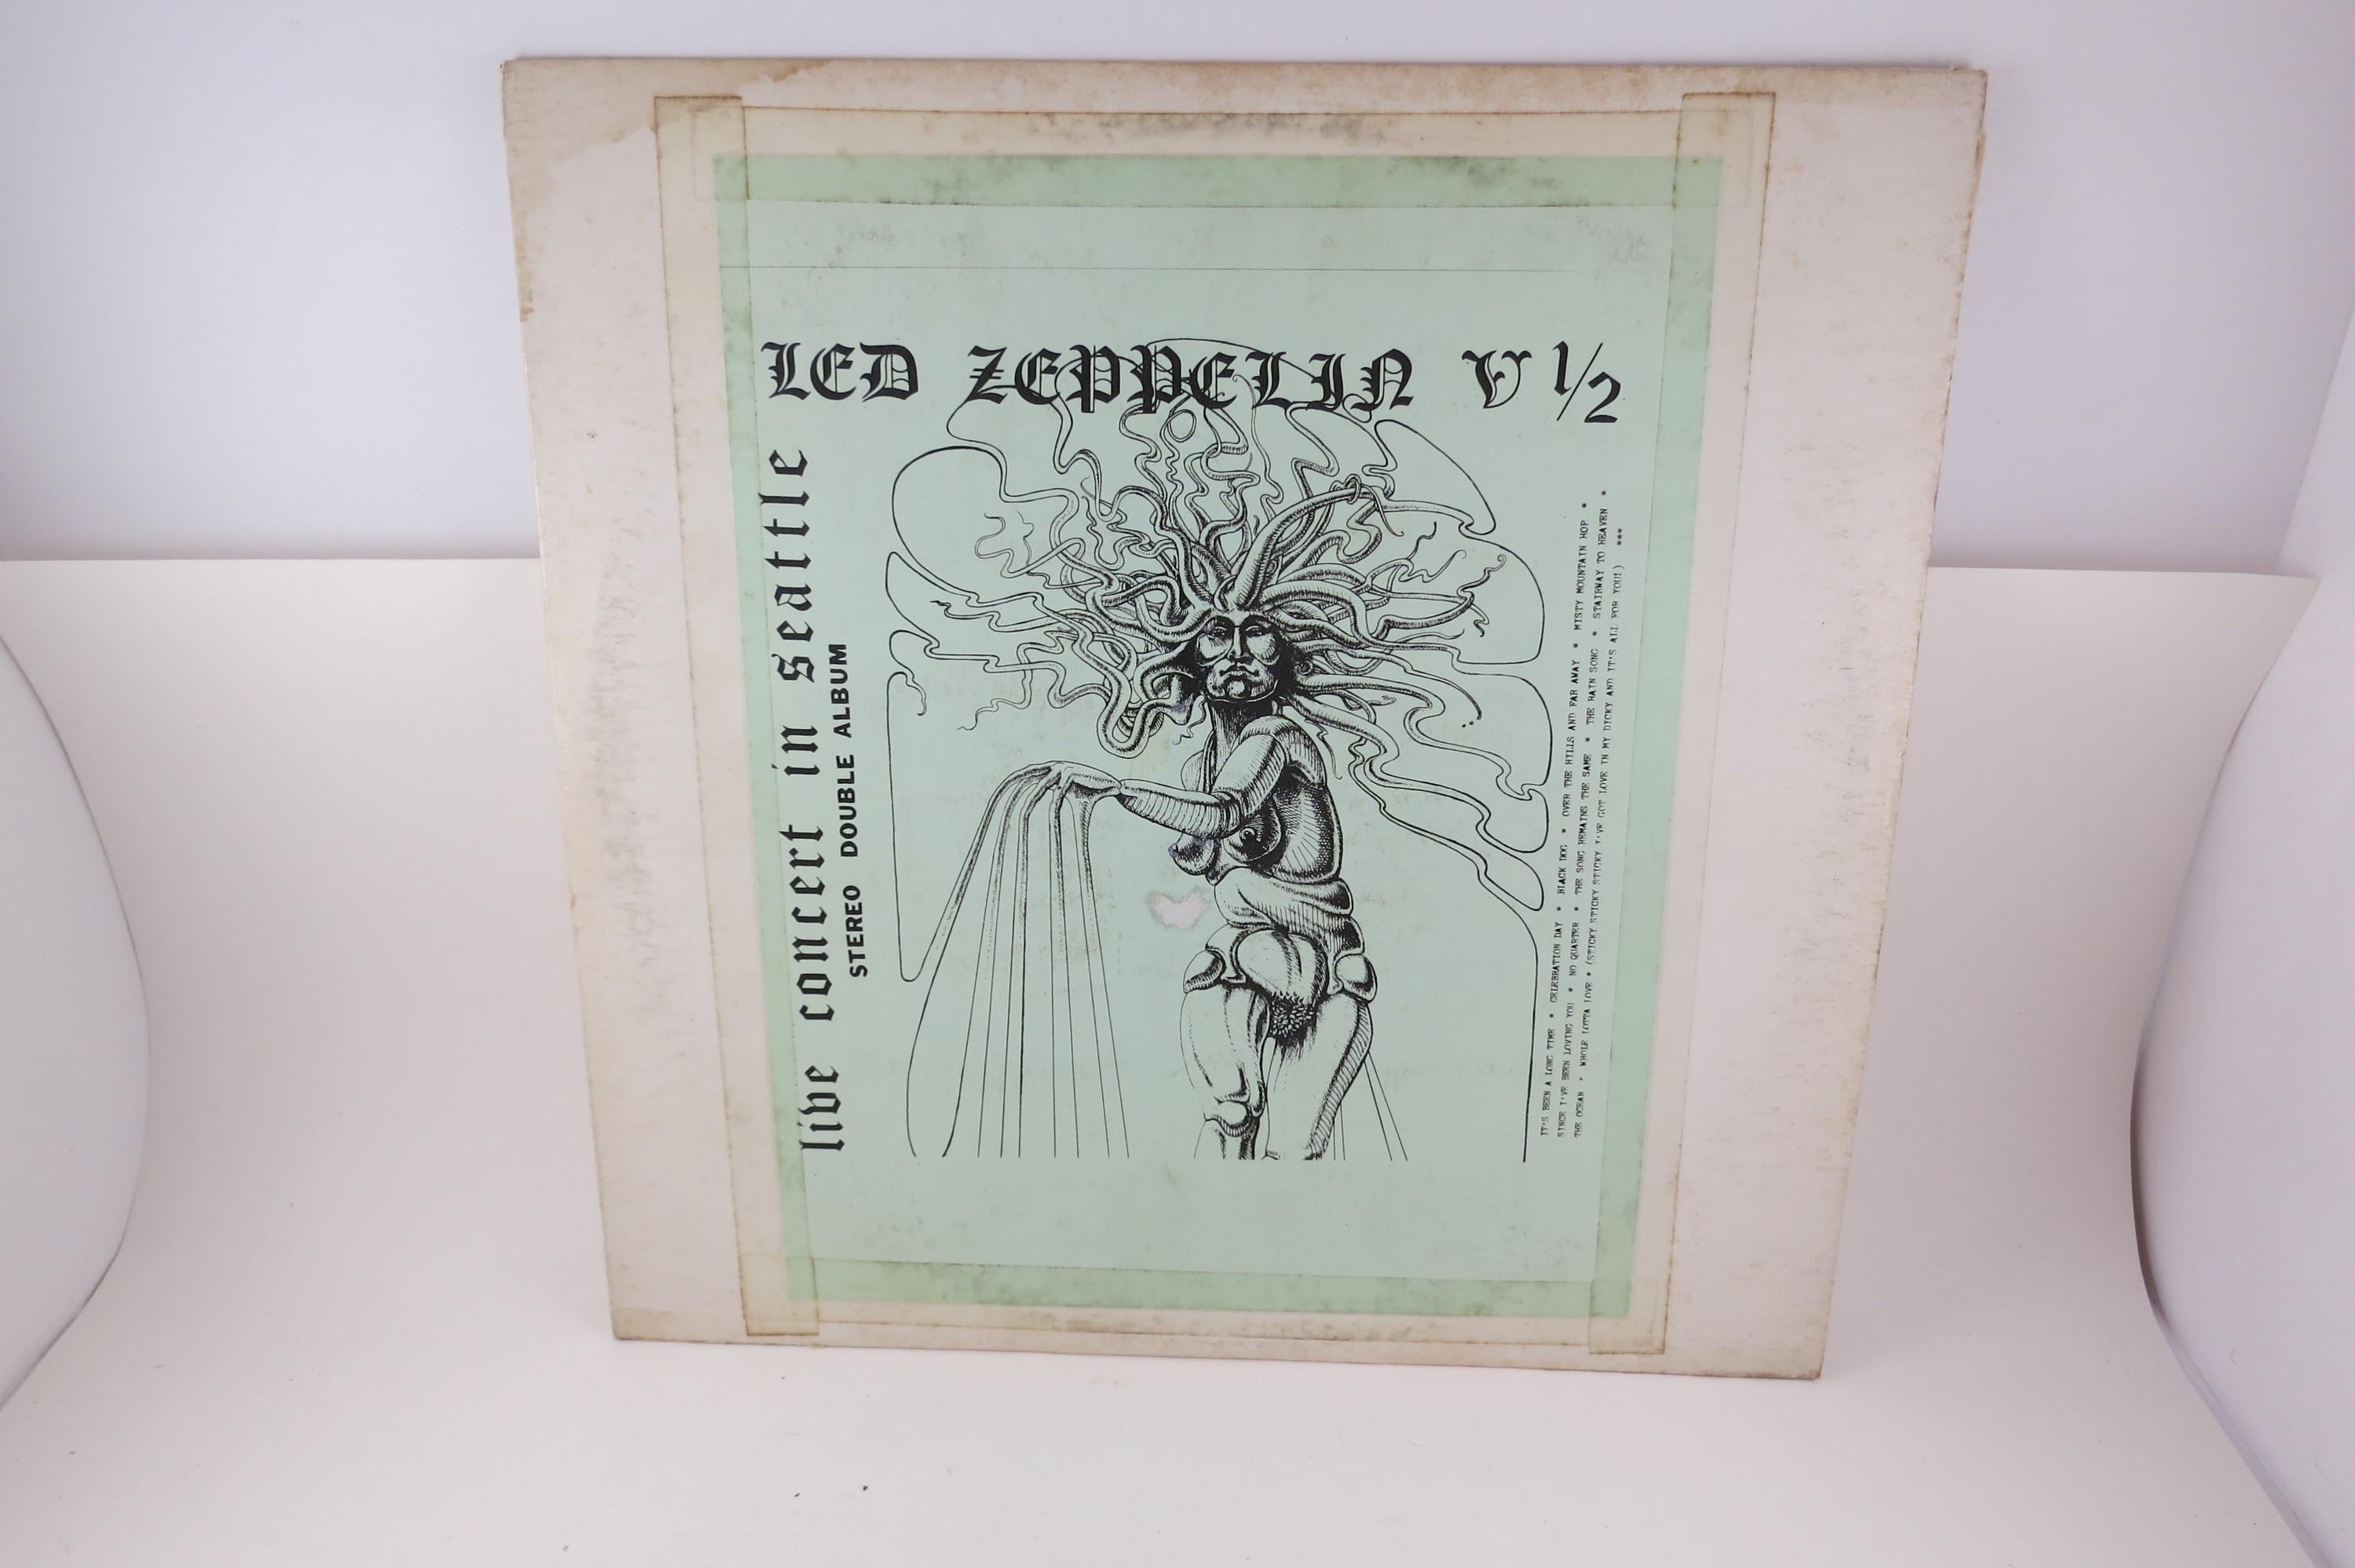 LED ZEPPELIN V 1/2
live concert in seattle
STEREO DOUBLE ALBUM
IT'S BEEN A LONG TIME * CELEBRATION DAY * BLACK DOG * OVER THE HILLS AND FAR AWAY * MISTY MOUNTAIN HOP *
SINCE I'VE BEEN LOVING YOU * NO QUARTER * THE SONG REMAINS THE SAME * THE RAIN SONG * STAIRWAY TO HEAVEN *
THE OCEAN * WHOLE LOTTA LOVE * (STICKY STICKY STICKY I'VE GOT LOVE IN MY DICKY AND IT'S ALL FOR YOU!) ***